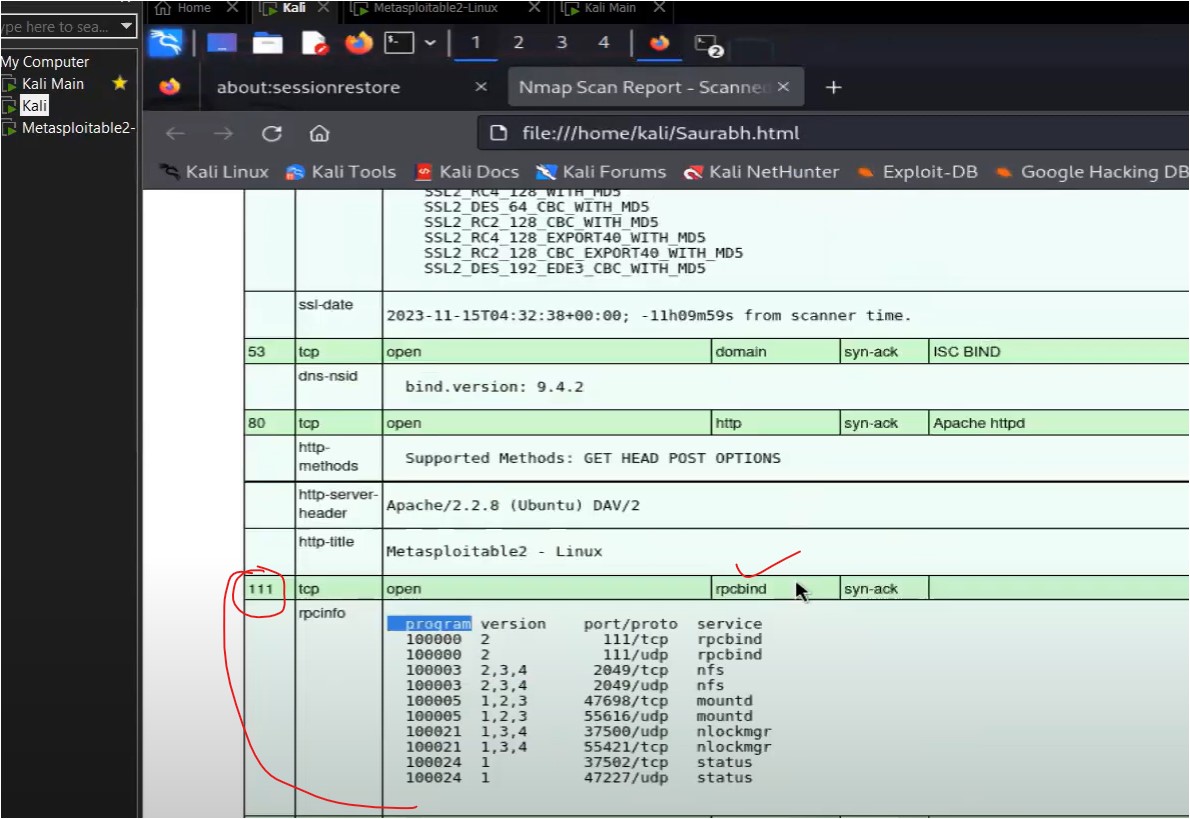 Home Kali Metasploitable2-Linux Kali Main
ype here to sea...
My Computer
Kali Main
Kali
Metasploitable2-
1 2 3 4 2
about:sessionrestore Nmap Scan Report - Scanned
file:///home/kali/Saurabh.html
Kali Linux Kali Tools Kali Docs Kali Forums Kali NetHunter Exploit-DB Google Hacking DB
SSL2_RC4_128_WITH_MD5
SSL2_DES_64_CBC_WITH_MD5
SSL2_RC2_128_CBC_WITH_MD5
SSL2_RC4_128_EXPORT40_WITH_MD5
SSL2_RC2_128_CBC_EXPORT40_WITH_MD5
SSL2_DES_192_EDE3_CBC_WITH_MD5
ssl-date 2023-11-15T04:32:38+00:00; -11h09m59s from scanner time.
53 tcp open domain syn-ack ISC BIND
dns-nsid bind.version: 9.4.2
80 tcp open http syn-ack Apache httpd
http-
methods Supported Methods: GET HEAD POST OPTIONS
http-server-
header Apache/2.2.8 (Ubuntu) DAV/2
http-title Metasploitable2 - Linux
111 tcp open rpcbind syn-ack
rpcinfo
program version port/proto service
100000 2 111/tcp rpcbind
100000 2 111/udp rpcbind
100003 2,3,4 2049/tcp nfs
100003 2,3,4 2049/udp nfs
100005 1,2,3 47698/tcp mountd
100005 1,2,3 55616/udp mountd
100021 1,3,4 37500/udp nlockmgr
100021 1,3,4 55421/tcp nlockmgr
100024 1 37502/tcp status
100024 1 47227/udp status